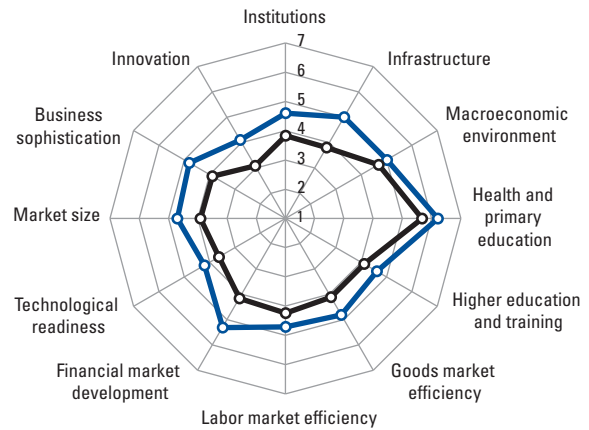 Institutions
7
6
5
4
3
2
1
Infrastructure
Macroeconomic
environment
Health and
primary
education
Higher education
and training
Goods market
efficiency
Labor market efficiency
Financial market
development
Technological
readiness
Market size
Business
sophistication
Innovation